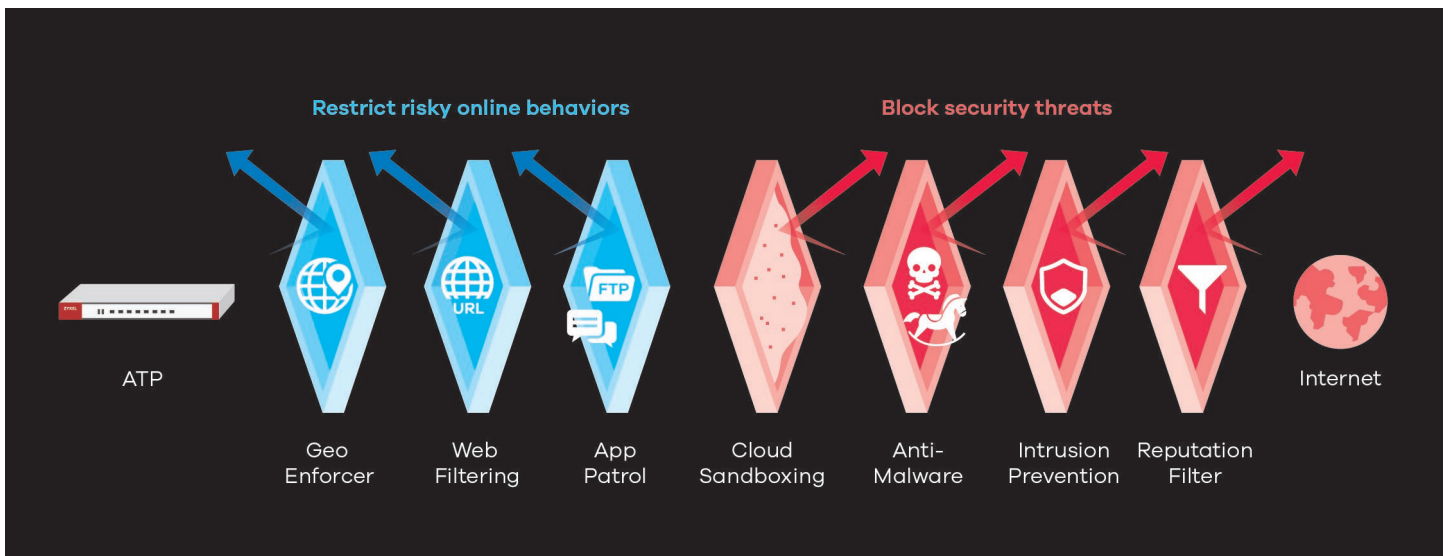 Restrict risky online behaviors
Block security threats
ZYXEL
URL
FTP
ATP
Internet
Geo
Enforcer
Web
Filtering
App
Patrol
Cloud
Sandboxing
Anti-
Malware
Intrusion
Prevention
Reputation
Filter